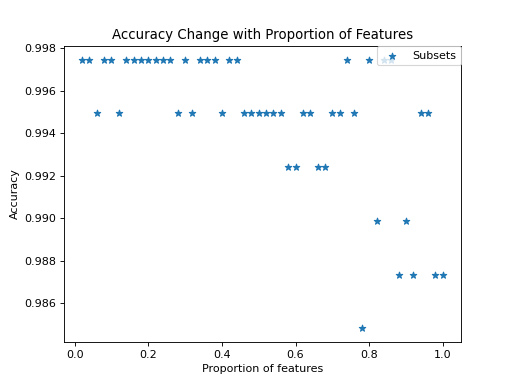 Accuracy Change with Proportion of Features
Subsets
Accuracy
0.998
0.996
0.994
0.992
0.990
0.988
0.986
0.0 0.2 0.4 0.6 0.8 1.0
Proportion of features